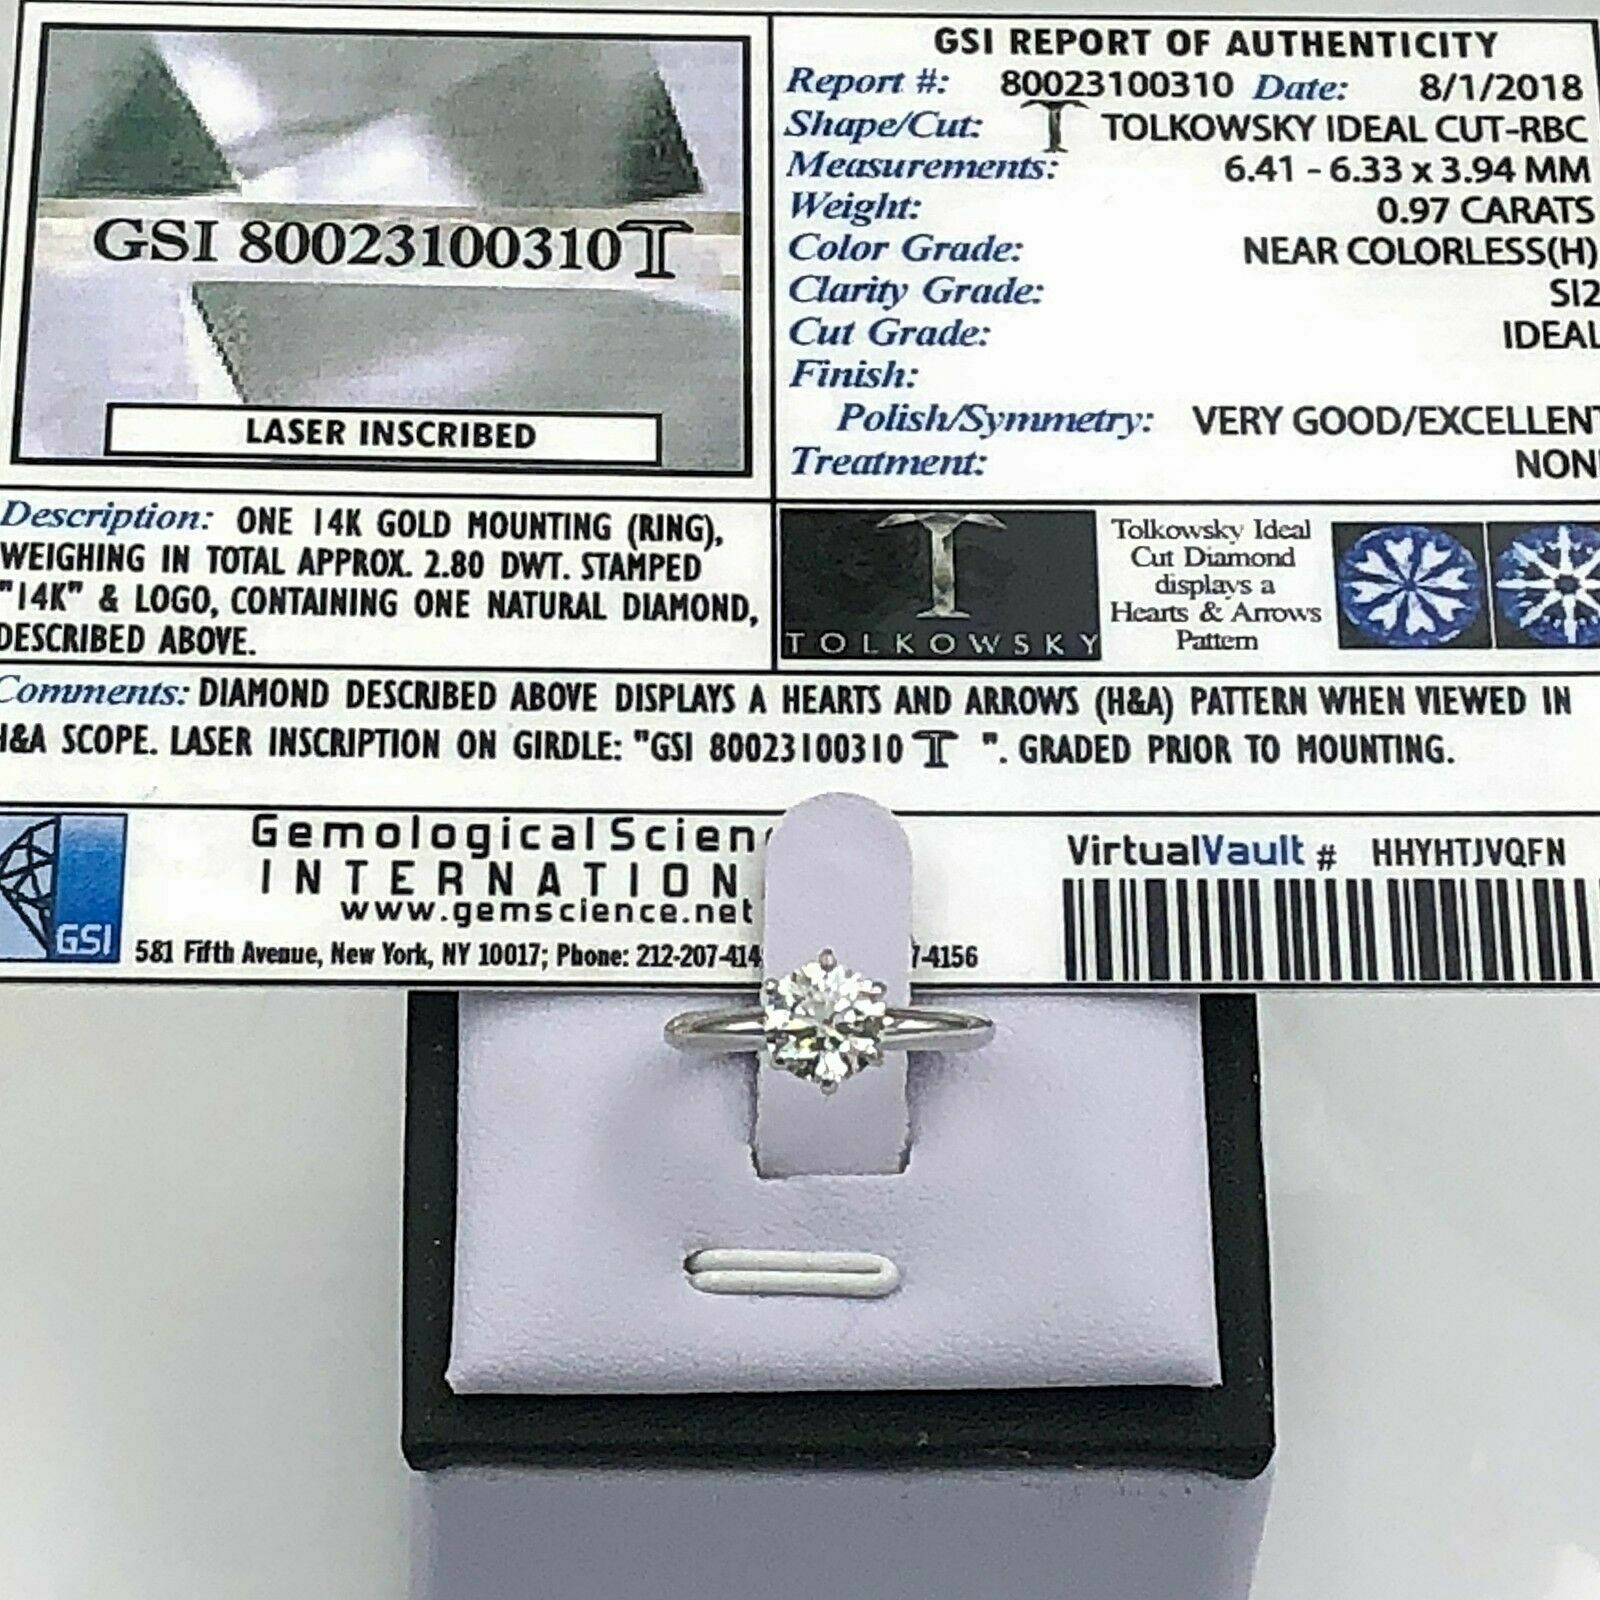 GSI 80023100310T
LASER INSCRIBED
GSI REPORT OF AUTHENTICITY
Report #: 80023100310 Date: 8/1/2018
Shape/Cut: T TOLKOWSKY IDEAL CUT-RBC
Measurements: 6.41 - 6.33 x 3.94 MM
Weight: 0.97 CARATS
Color Grade: NEAR COLORLESS(H)
Clarity Grade: SI2
Cut Grade: IDEAL
Finish:
Polish/Symmetry: VERY GOOD/EXCELLENT
Treatment: NON
Description: ONE 14K GOLD MOUNTING (RING),
WEIGHING IN TOTAL APPROX. 2.80 DWT. STAMPED
"14K" & LOGO, CONTAINING ONE NATURAL DIAMOND,
DESCRIBED ABOVE.
T
TOLKOWSKY
Tolkowsky Ideal
Cut Diamond
displays a
Hearts & Arrows
Pattern
Comments: DIAMOND DESCRIBED ABOVE DISPLAYS A HEARTS AND ARROWS (H&A) PATTERN WHEN VIEWED IN
H&A SCOPE. LASER INSCRIPTION ON GIRDLE: "GSI 80023100310 T ". GRADED PRIOR TO MOUNTING.
GSI
Gemological Scien
INTERNATION
www.gemscience.net
581 Fifth Avenue, New York, NY 10017; Phone: 212-207-414 7-4156
VirtualVault # HHYHTJVQFN